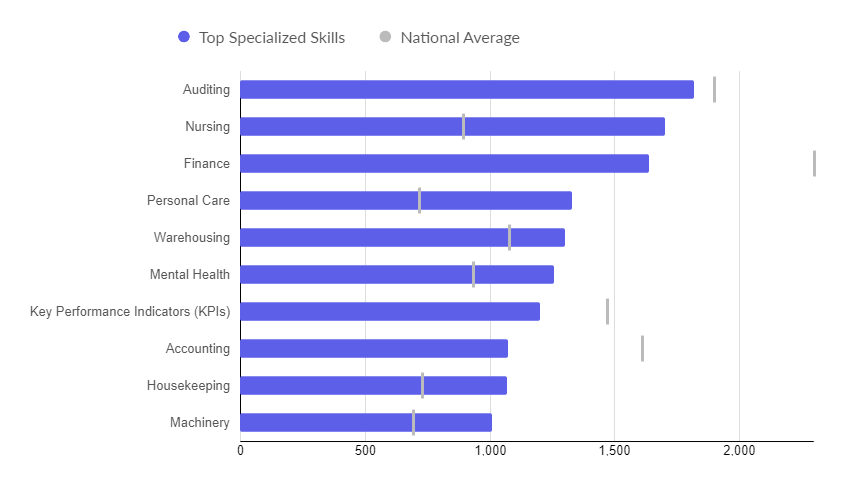 Top Specialized Skills
National Average
Auditing
Nursing
Finance
Personal Care
Warehousing
Mental Health
Key Performance Indicators (KPIs)
Accounting
Housekeeping
Machinery
0 500 1,000 1,500 2,000